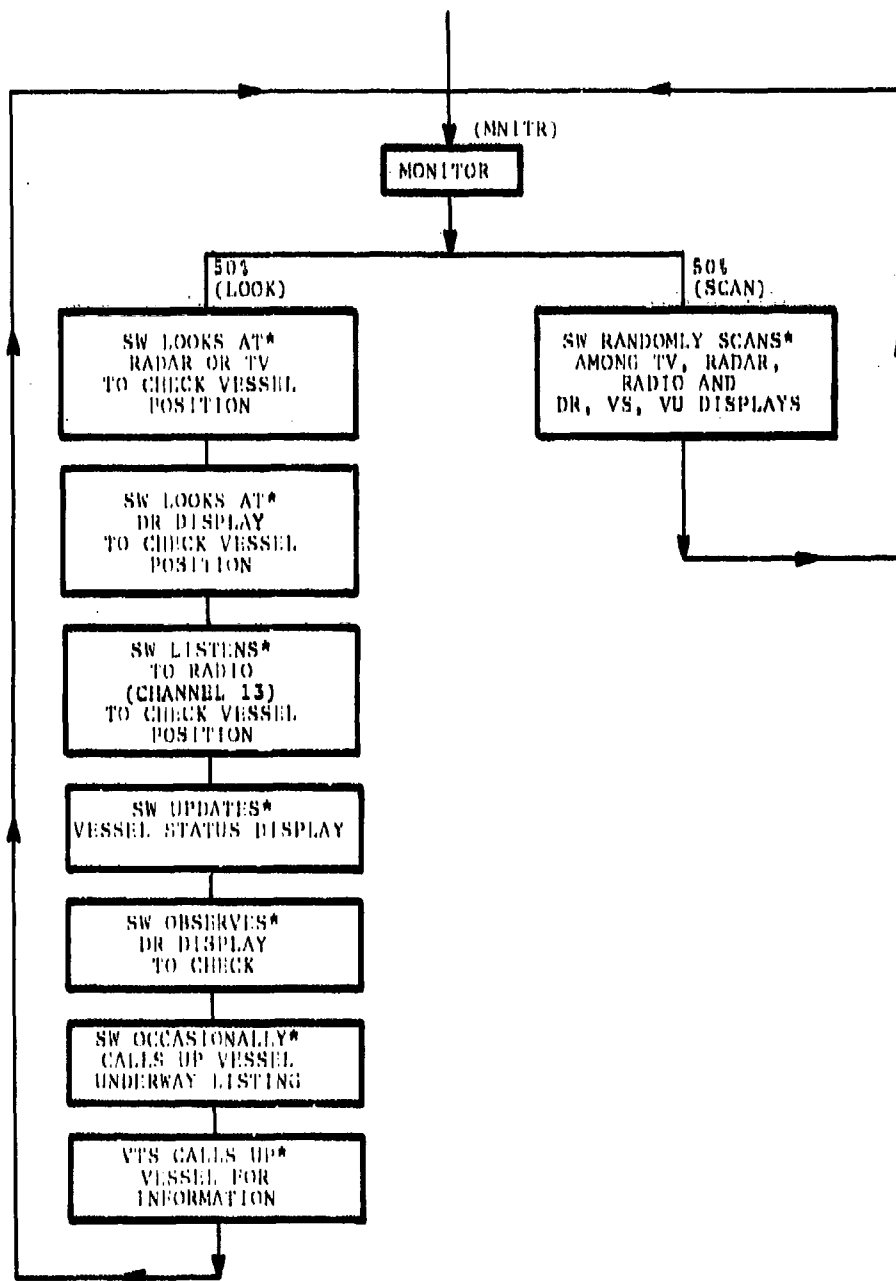 (MNITR)
MONITOR
50%
(LOOK)
SW LOOKS AT*
RADAR OR TV
TO CHECK VESSEL
POSITION
SW LOOKS AT*
DR DISPLAY
TO CHECK VESSEL
POSITION
SW LISTENS*
TO RADIO
(CHANNEL 13)
TO CHECK VESSEL
POSITION
SW UPDATES*
VESSEL STATUS DISPLAY
SW OBSERVES*
DR DISPLAY
TO CHECK
SW OCCASIONALLY*
CALLS UP VESSEL
UNDERWAY LISTING
VTS CALLS UP*
VESSEL FOR
INFORMATION
50%
(SCAN)
SW RANDOMLY SCANS*
AMONG TV, RADAR,
RADIO AND
DR, VS, VU DISPLAYS